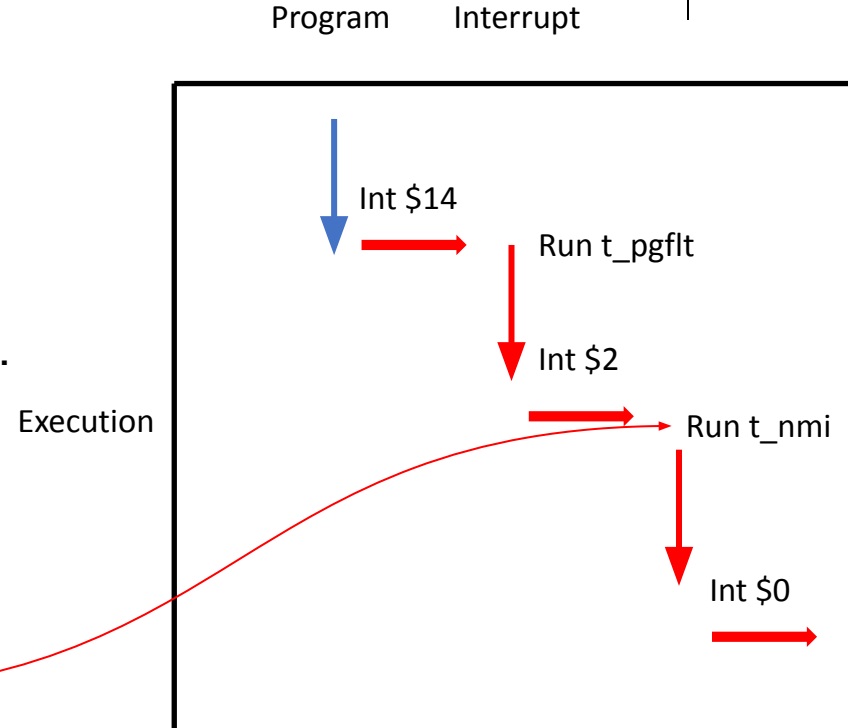 Program Interrupt
Int $14
Run t_pgflt
.
Int $2
Execution
Run t_nmi
Int $0